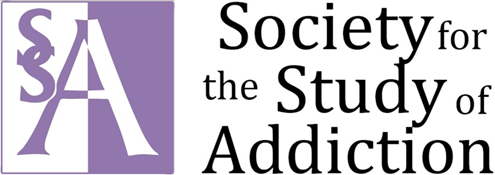 SSA
Society for
the Study of
Addiction